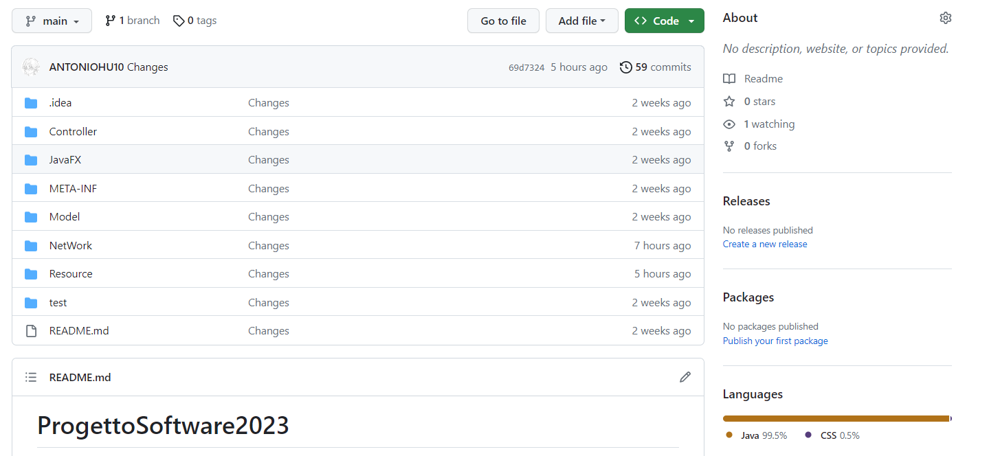 main
1 branch
0 tags
Go to file
Add file
Code
ANTONIOHU10 Changes
69d7324 5 hours ago
59 commits
.idea Changes 2 weeks ago
Controller Changes 2 weeks ago
JavaFX Changes 2 weeks ago
META-INF Changes 2 weeks ago
Model Changes 2 weeks ago
NetWork Changes 7 hours ago
Resource Changes 5 hours ago
test Changes 2 weeks ago
README.md Changes 2 weeks ago
README.md
ProgettoSoftware2023
About
No description, website, or topics provided.
Readme
0 stars
1 watching
0 forks
Releases
No releases published
Create a new release
Packages
No packages published
Publish your first package
Languages
Java 99.5% CSS 0.5%